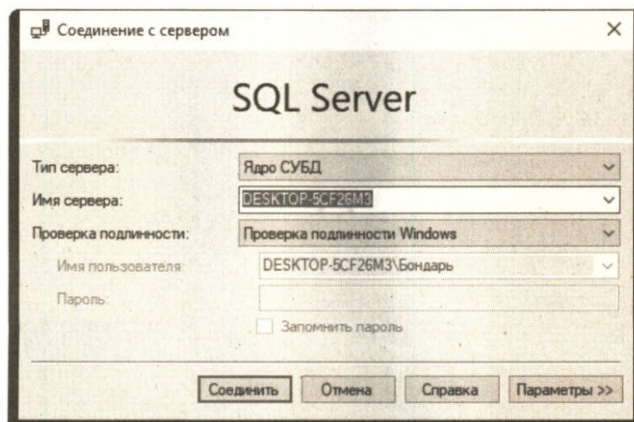 Соединение с сервером
SQL Server
Тип сервера: Ядро СУБД
Имя сервера: DESKTOP-5CF26M3
Проверка подлинности: Проверка подлинности Windows
Имя пользователя: DESKTOP-5CF26M3\Бондарь
Пароль:
Запомнить пароль
Соединить Отмена Справка Параметры >>